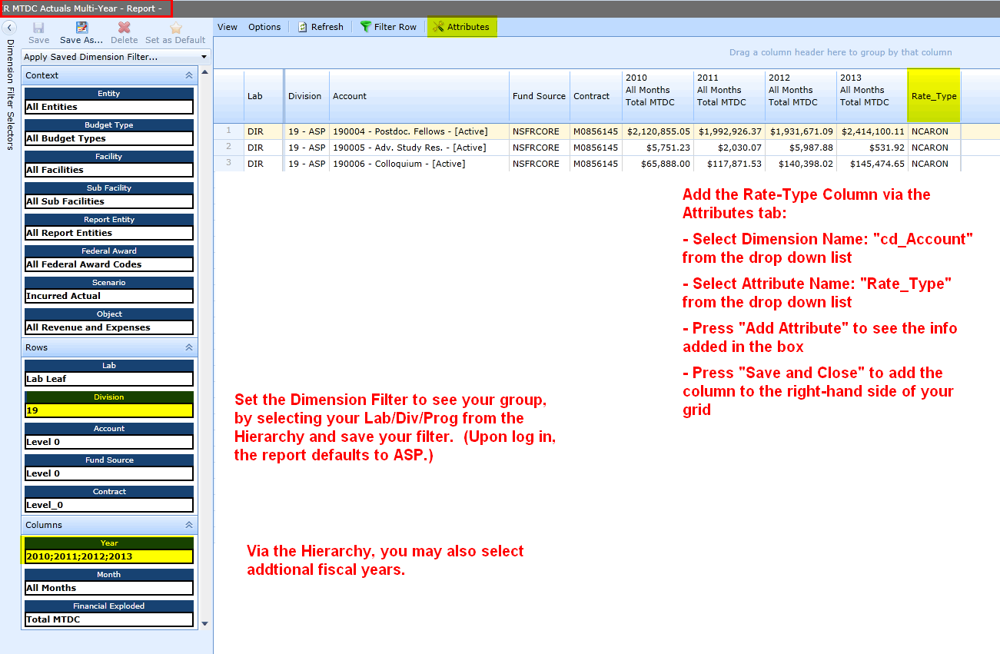 R MTDC Actuals Multi-Year - Report -
Save Save As... Delete Set as Default
View Options Refresh Filter Row Attributes
Dimension Filter Selectors
Apply Saved Dimension Filter...
Context
Entity
All Entities
Budget Type
All Budget Types
Facility
All Facilities
Sub Facility
All Sub Facilities
Report Entity
All Report Entities
Federal Award
All Federal Award Codes
Scenario
Incurred Actual
Object
All Revenue and Expenses
Rows
Lab
Lab Leaf
Division
19
Account
Level 0
Fund Source
Level 0
Contract
Level_0
Columns
Year
2010;2011;2012;2013
Month
All Months
Financial Exploded
Total MTDC
Drag a column header here to group by that column
2010 2011 2012 2013
All Months All Months All Months All Months
Lab Division Account Fund Source Contract Rate_Type
Total MTDC Total MTDC Total MTDC Total MTDC
1 DIR 19 - ASP 190004 - Postdoc. Fellows - [Active] NSFRCORE M0856145 $2,120,855.05 $1,992,926.37 $1,931,671.09 $2,414,100.11 NCARON
2 DIR 19 - ASP 190005 - Adv. Study Res. - [Active] NSFRCORE M0856145 $5,751.23 $2,030.07 $5,987.88 $531.92 NCARON
3 DIR 19 - ASP 190006 - Colloquium - [Active] NSFRCORE M0856145 $65,888.00 $117,871.53 $140,398.02 $145,474.65 NCARON
Add the Rate-Type Column via the
Attributes tab:
- Select Dimension Name: "cd_Account"
from the drop down list
- Select Attribute Name: "Rate_Type"
from the drop down list
- Press "Add Attribute" to see the info
added in the box
- Press "Save and Close" to add the
column to the right-hand side of your
grid
Set the Dimension Filter to see your group,
by selecting your Lab/Div/Prog from the
Hierarchy and save your filter. (Upon log in,
the report defaults to ASP.)
Via the Hierarchy, you may also select
addtional fiscal years.